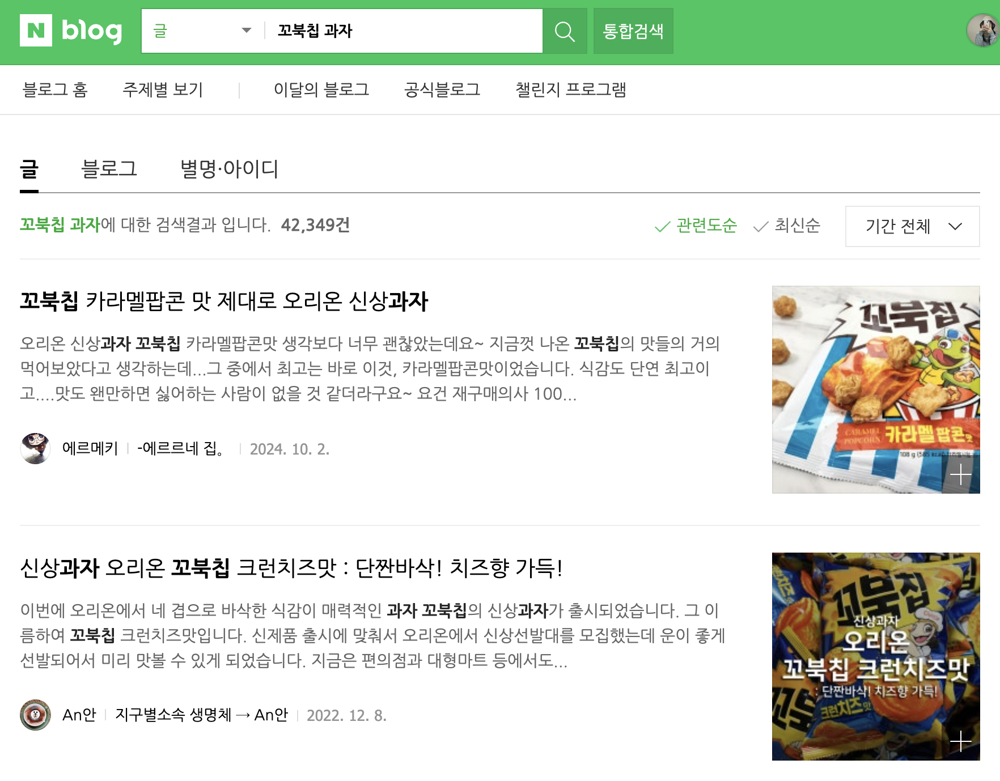 N blog
글
꼬북칩 과자
통합검색
블로그 홈
주제별 보기
이달의 블로그
공식블로그
챌린지 프로그램
글
블로그
별명·아이디
꼬북칩 과자에 대한 검색결과 입니다. 42,349건
관련도순
최신순
기간 전체
꼬북칩 카라멜팝콘 맛 제대로 오리온 신상과자
오리온 신상과자 꼬북칩 카라멜팝콘맛 생각보다 너무 괜찮았는데요~ 지금껏 나온 꼬북칩의 맛들의 거의
먹어보았다고 생각하는데...그 중에서 최고는 바로 이것, 카라멜팝콘맛이었습니다. 식감도 단연 최고이
고....맛도 왠만하면 싫어하는 사람이 없을 것 같더라구요~ 요건 재구매의사 100...
에르메키
-에르르네 집。
2024. 10. 2.
꼬북칩
CARAMEL
POPCORN
카라멜팝콘맛
108 g (585 kcal)
신상과자 오리온 꼬북칩 크런치즈맛 : 단짠바삭! 치즈향 가득!
이번에 오리온에서 네 겹으로 바삭한 식감이 매력적인 과자 꼬북칩의 신상과자가 출시되었습니다. 그 이
름하여 꼬북칩 크런치즈맛입니다. 신제품 출시에 맞춰서 오리온에서 신상선발대를 모집했는데 운이 좋게
선발되어서 미리 맛볼 수 있게 되었습니다. 지금은 편의점과 대형마트 등에서도...
An안
지구별소속 생명체 → An안
2022. 12. 8.
꼬북칩
신상과자
오리온
꼬북칩 크런치즈맛
: 단짠바삭! 치즈향 가득!
크런치즈맛